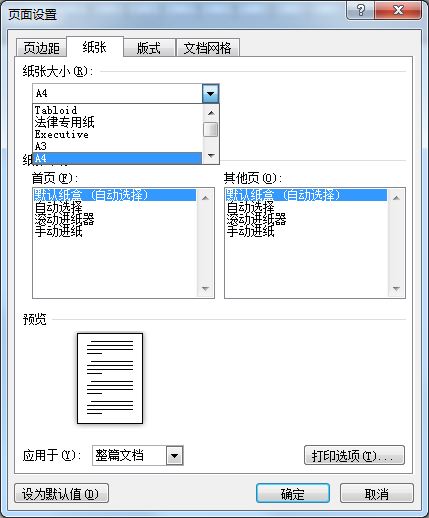 页面设置
页边距 纸张 版式 文档网格
纸张大小(R):
A4
Tabloid
法律专用纸
Executive
A3
A4
首页(F): 其他页(O):
默认纸盒 (自动选择) 默认纸盒 (自动选择)
自动选择 自动选择
滚动进纸器 滚动进纸器
手动进纸 手动进纸
预览
应用于(Y): 整篇文档 打印选项(T)...
设为默认值(D) 确定 取消